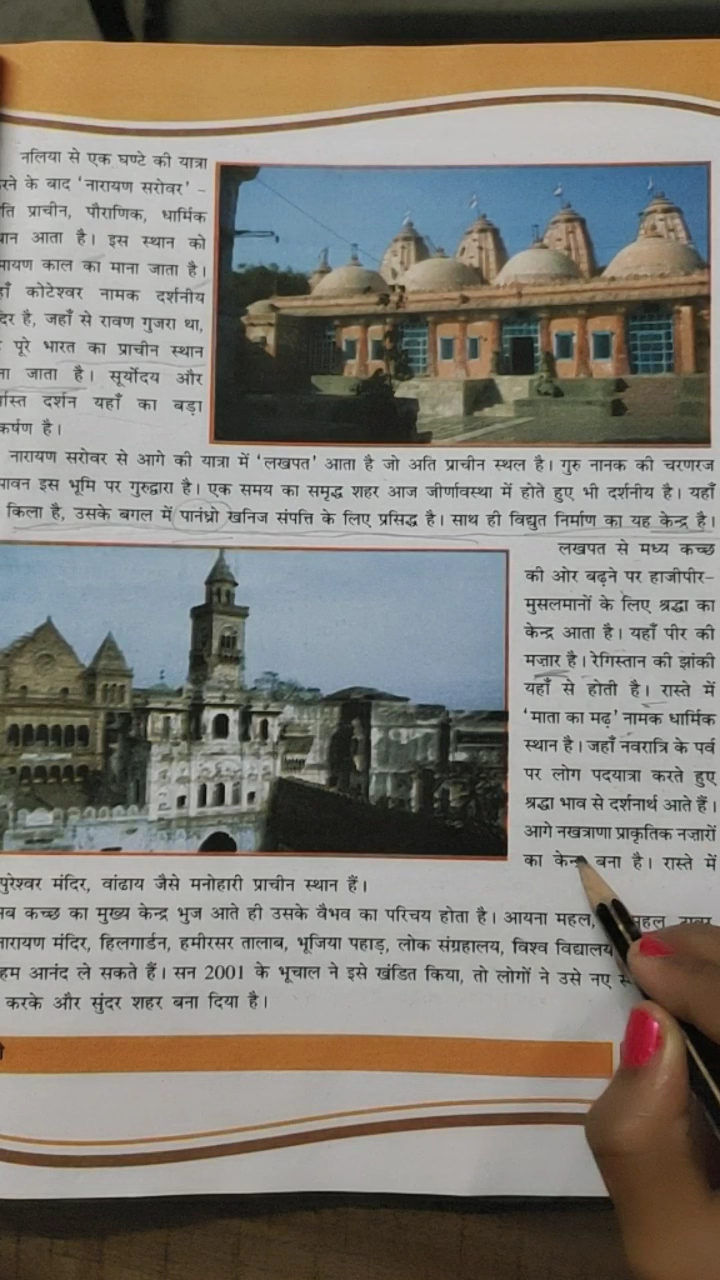 नलिया से एक घण्टे की यात्रा
रने के बाद 'नारायण सरोवर' –
ति प्राचीन, पौराणिक, धार्मिक
ान आता है। इस स्थान को
मायण काल का माना जाता है।
हाँ कोटेश्वर नामक दर्शनीय
दिर है, जहाँ से रावण गुजरा था,
पूरे भारत का प्राचीन स्थान
ना जाता है। सूर्योदय और
र्यास्त दर्शन यहाँ का बड़ा
कर्षण है।
नारायण सरोवर से आगे की यात्रा में 'लखपत' आता है जो अति प्राचीन स्थल है। गुरु नानक की चरणरज
पावन इस भूमि पर गुरुद्वारा है। एक समय का समृद्ध शहर आज जीर्णावस्था में होते हुए भी दर्शनीय है। यहाँ
किला है, उसके बगल में पानंध्रो खनिज संपत्ति के लिए प्रसिद्ध है। साथ ही विद्युत निर्माण का यह केन्द्र है।
लखपत से मध्य कच्छ
की ओर बढ़ने पर हाजीपीर–
मुसलमानों के लिए श्रद्धा का
केन्द्र आता है। यहाँ पीर की
मज़ार है। रेगिस्तान की झांकी
यहाँ से होती है। रास्ते में
'माता का मढ़' नामक धार्मिक
स्थान है। जहाँ नवरात्रि के पर्व
पर लोग पदयात्रा करते हुए
श्रद्धा भाव से दर्शनार्थ आते हैं।
आगे नखत्राणा प्राकृतिक नज़ारों
का केन्द्र बना है। रास्ते में
पुरेश्वर मंदिर, वांढाय जैसे मनोहारी प्राचीन स्थान हैं।
अब कच्छ का मुख्य केन्द्र भुज आते ही उसके वैभव का परिचय होता है। आयना महल, महल
नारायण मंदिर, हिलगार्डन, हमीरसर तालाब, भूजिया पहाड़, लोक संग्रहालय, विश्व विद्यालय
हम आनंद ले सकते हैं। सन 2001 के भूचाल ने इसे खंडित किया, तो लोगों ने उसे नए
करके और सुंदर शहर बना दिया है।